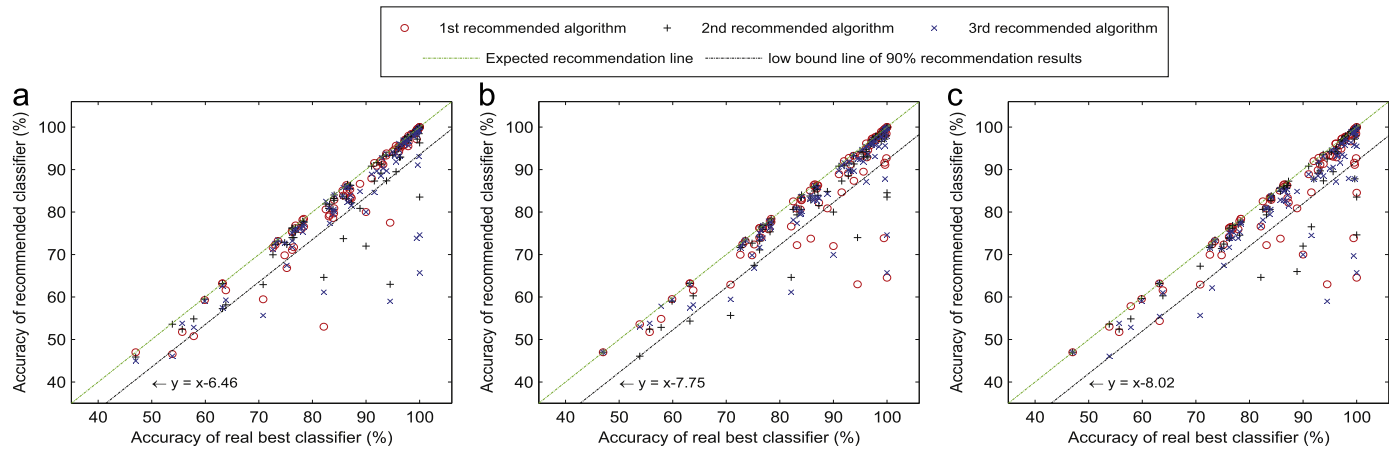 1st recommended algorithm 2nd recommended algorithm 3rd recommended algorithm
Expected recommendation line low bound line of 90% recommendation results
a
Accuracy of recommended classifier (%)
100
90
80
70
60
50
40
← y = x-6.46
40 50 60 70 80 90 100
Accuracy of real best classifier (%)
b
Accuracy of recommended classifier (%)
100
90
80
70
60
50
40
← y = x-7.75
40 50 60 70 80 90 100
Accuracy of real best classifier (%)
c
Accuracy of recommended classifier (%)
100
90
80
70
60
50
40
← y = x-8.02
40 50 60 70 80 90 100
Accuracy of real best classifier (%)